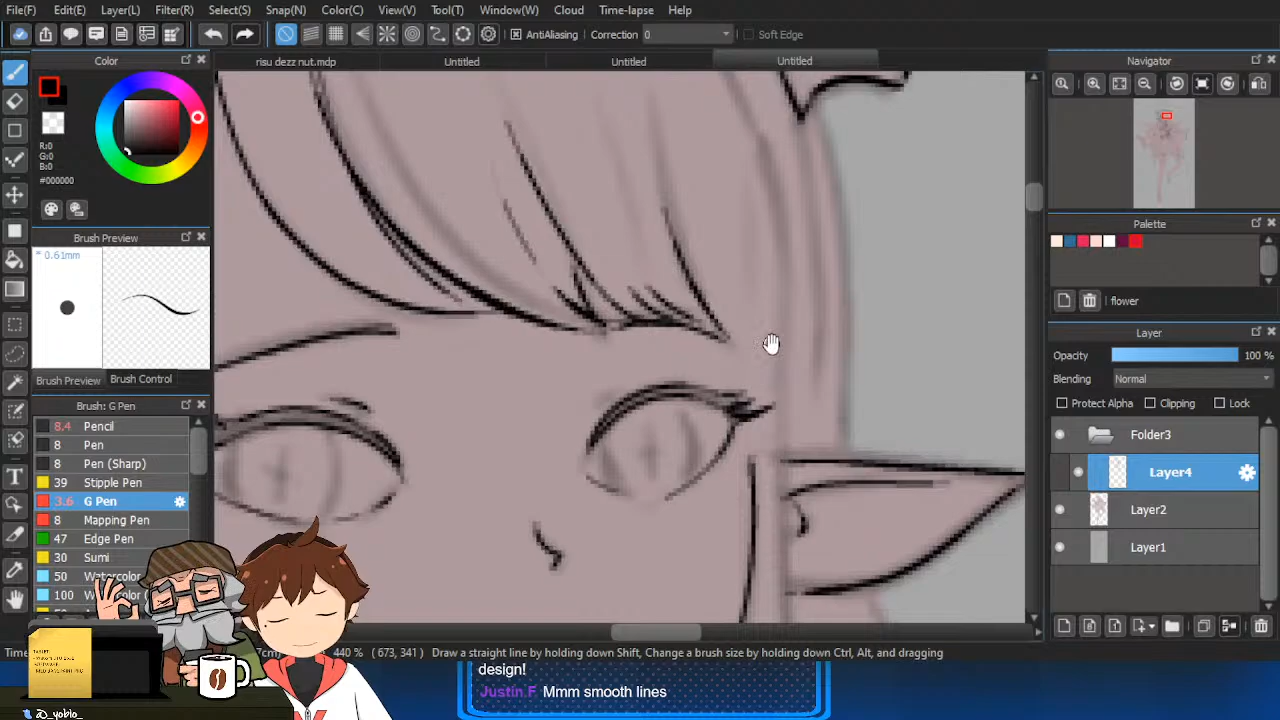 File(F) Edit(E) Layer(L) Filter(R) Select(S) Snap(N) Color(C) View(V) Tool(T) Window(W) Cloud Time-lapse Help
AntiAliasing Correction 0 Soft Edge
Color
risu dezz nut.mdp Untitled Untitled Untitled
Navigator
R:0
G:0
B:0
#000000
Palette
Brush Preview
* 0.61mm
flower
Layer
Opacity 100 %
Blending Normal
Brush Preview Brush Control
Protect Alpha Clipping Lock
Brush: G Pen
8.4 Pencil
8 Pen
8 Pen (Sharp)
39 Stipple Pen
3.6 G Pen
8 Mapping Pen
47 Edge Pen
30 Sumi
50 Watercolor
100 Watercolor
Folder3
Layer4
Layer2
Layer1
7cm) 440 % ( 673, 341 ) Draw a straight line by holding down Shift, Change a brush size by holding down Ctrl, Alt, and dragging
design!
Justin F Mmm smooth lines